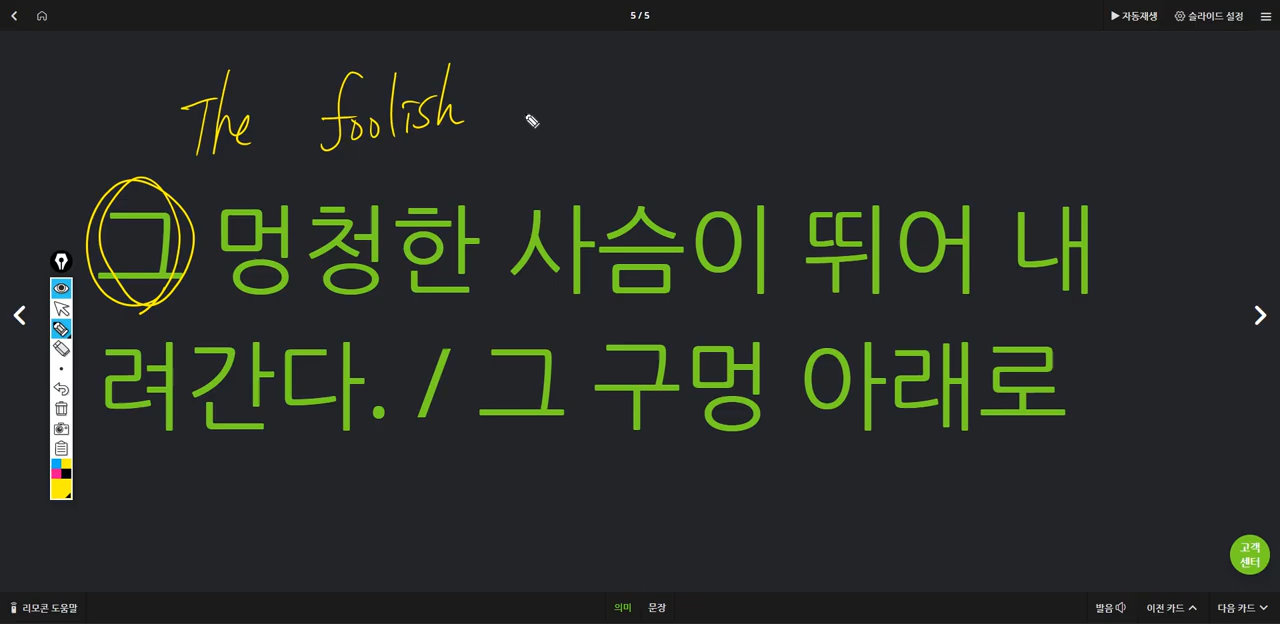 5 / 5
자동재생
슬라이드 설정
The foolish
그 멍청한 사슴이 뛰어 내
려간다. / 그 구멍 아래로
고객
센터
리모콘 도움말
의미
문장
발음
이전 카드
다음 카드